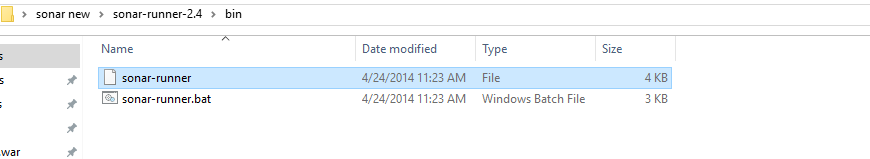 sonar new > sonar-runner-2.4 > bin
Name Date modified Type Size
s
sonar-runner 4/24/2014 11:23 AM File 4 KB
s
sonar-runner.bat 4/24/2014 11:23 AM Windows Batch File 3 KB
s
.war